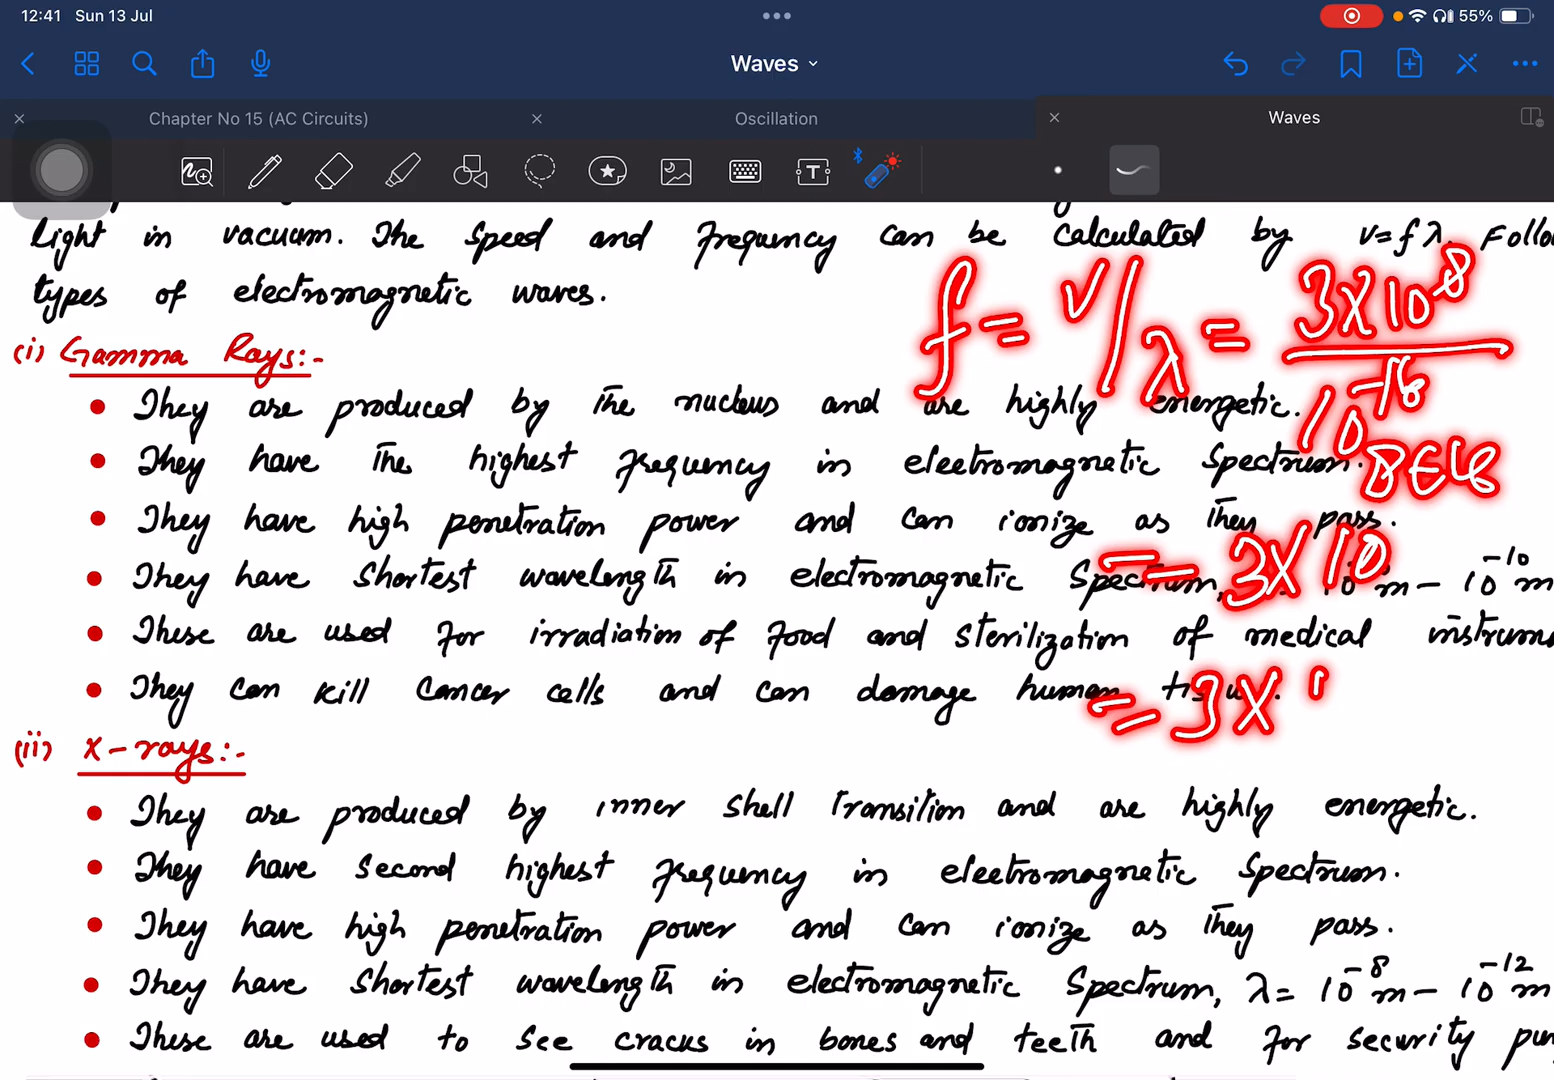 12:41 Sun 13 Jul
55%
Waves
Chapter No 15 (AC Circuits)
Oscillation
Waves
light in vacuum. The speed and frequency can be calculated by v=fλ. Follo
types of electromagnetic waves.
f = v/λ = 3X10^8
10^-16
(i) Gamma Rays:-
They are produced by the nucleus and are highly energetic.
They have the highest frequency in electromagnetic spectrum.
They have high penetration power and can ionize as they pass.
= 3X10
They have shortest wavelength in electromagnetic spectrum, m - 10^-10 m
These are used for irradiation of food and sterilization of medical instrume
They can kill cancer cells and can damage human
= 3X1
(ii) X-rays:-
They are produced by inner shell transition and are highly energetic.
They have second highest frequency in electromagnetic spectrum.
They have high penetration power and can ionize as they pass.
They have shortest wavelength in electromagnetic spectrum, λ= 10^-8 m - 10^-12 m
These are used to see cracks in bones and teeth and for security pur